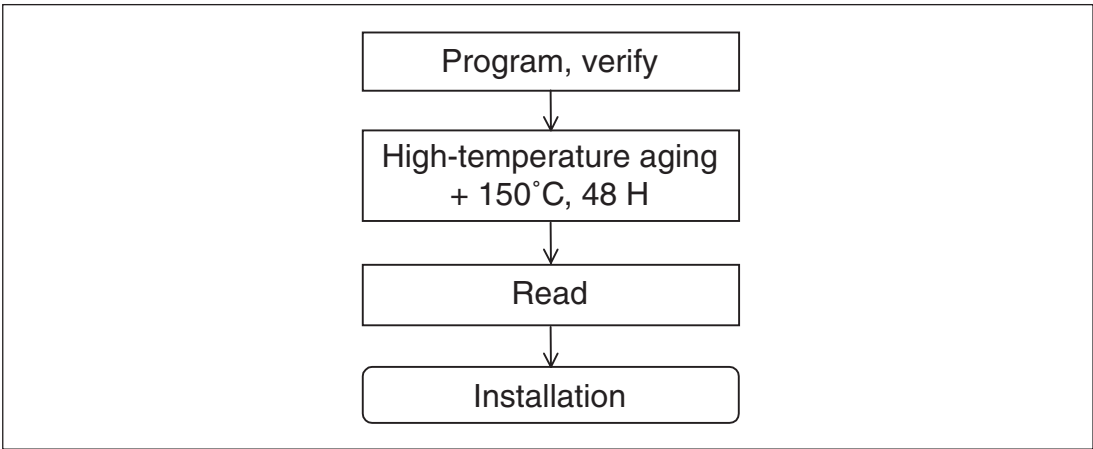 Program, verify
High-temperature aging
+ 150˚C, 48 H
Read
Installation